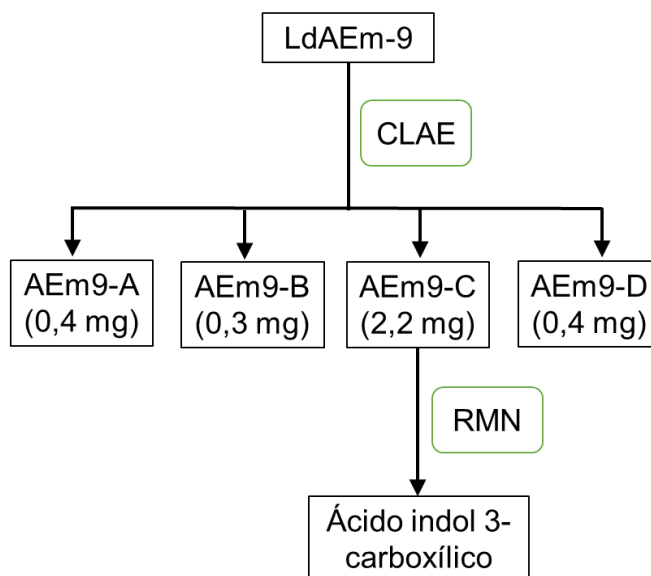 LdAEm-9
CLAE
AEm9-A
(0,4 mg)
AEm9-B
(0,3 mg)
AEm9-C
(2,2 mg)
AEm9-D
(0,4 mg)
RMN
Ácido indol 3-
carboxílico